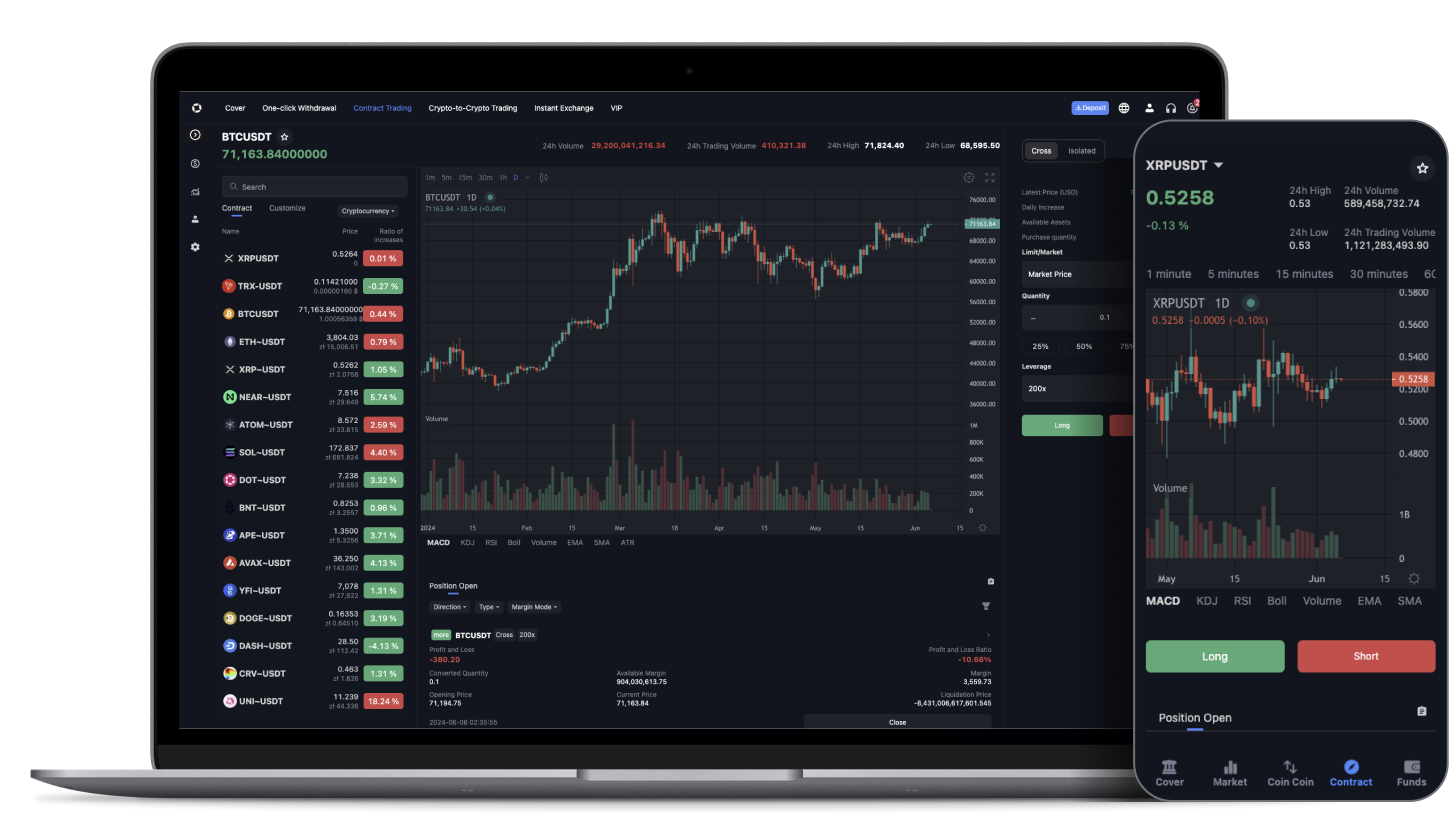 Cover One-click Withdrawal Contract Trading Crypto-to-Crypto Trading Instant Exchange VIP Deposit 2
BTCUSDT
71,163.84000000
24h Volume 29,200,041,216.34 24h Trading Volume 410,321.38 24h High 71,824.40 24h Low 68,595.50
Search
Contract Customize Cryptocurrency
Name Price Ratio of increases
XRPUSDT 0.5264 0.01 %
0
TRX-USDT 0.11421000 -0.27 %
0.00000160 ₿
BTCUSDT 71,163.84000000 0.44 %
1.00056359 ₿
ETH~USDT 3,804.03 0.79 %
zł 15,006.51
XRP~USDT 0.5262 1.05 %
zł 2.0758
NEAR~USDT 7.516 5.74 %
zł 29.649
ATOM~USDT 8.572 2.59 %
zł 33.815
SOL~USDT 172.837 4.40 %
zł 681.824
DOT~USDT 7.238 3.32 %
zł 28.553
BNT~USDT 0.8253 0.96 %
zł 3.2557
APE~USDT 1.3500 3.71 %
zł 5.3256
AVAX~USDT 36.250 4.13 %
zł 143.002
YFI~USDT 7,078 1.31 %
zł 27,922
DOGE~USDT 0.16353 3.19 %
zł 0.64510
DASH~USDT 28.50 -4.13 %
zł 112.42
CRV~USDT 0.463 1.31 %
zł 1.826
UNI~USDT 11.239 18.24 %
zł 44.336
1m 5m 15m 30m 1h D
BTCUSDT 1D
71163.84 +30.54 (+0.04%)
76000.00
71163.84
68000.00
64000.00
60000.00
56000.00
52000.00
48000.00
44000.00
40000.00
36000.00
Volume
1M
800K
600K
400K
200K
0
2024 15 Feb 15 Mar 18 Apr 15 May 15 Jun 15
MACD KDJ RSI Boll Volume EMA SMA ATR
Position Open
Direction Type Margin Mode
more BTCUSDT Cross 200x
Profit and Loss Profit and Loss Ratio
-380.20 -10.68%
Converted Quantity Available Margin Margin
0.1 904,030,613.75 3,559.73
Opening Price Current Price Liquidation Price
71,194.75 71,163.84 -6,431,006,617,601.545
2024-06-06 02:35:55 Close
Cross Isolated
Latest Price (USD)
Daily Increase
Available Assets
Purchase quantity
Limit/Market
Market Price
Quantity
– 0.1
25% 50% 75%
Leverage
200x
Long
XRPUSDT
0.5258
-0.13 %
24h High 24h Volume
0.53 589,458,732.74
24h Low 24h Trading Volume
0.53 1,121,283,493.90
1 minute 5 minutes 15 minutes 30 minutes 60
XRPUSDT 1D
0.5258 -0.0005 (-0.10%)
0.5800
0.5600
0.5400
0.5258
0.5200
0.5000
0.4800
Volume
1B
0
May 15 Jun 15
MACD KDJ RSI Boll Volume EMA SMA
Long Short
Position Open
Cover Market Coin Coin Contract Funds